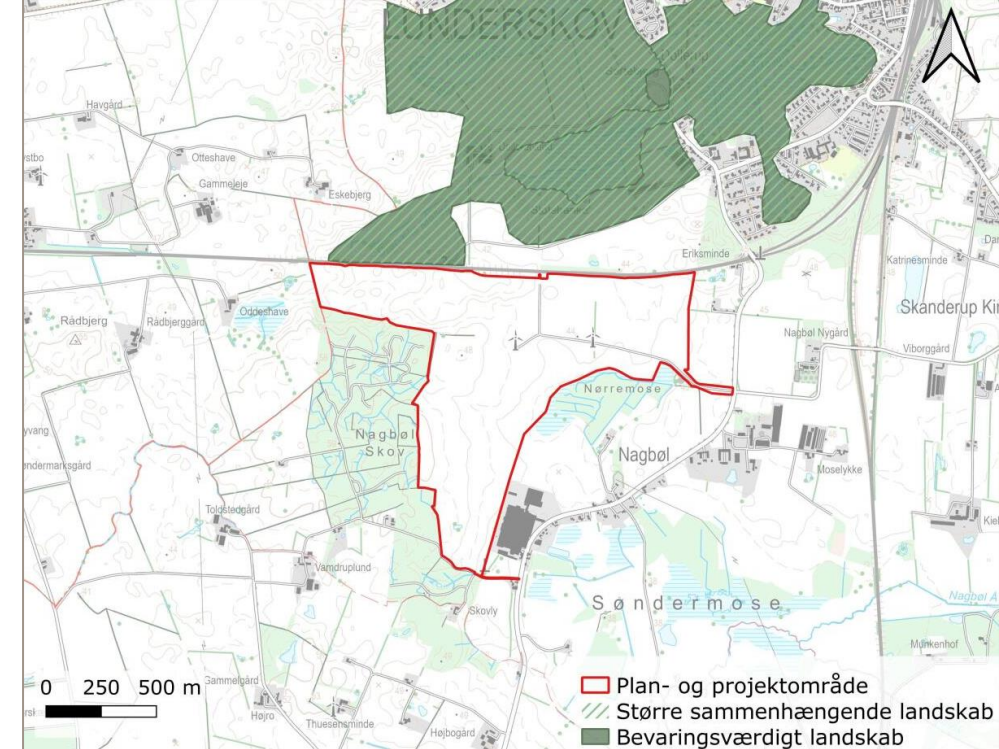 LUNDERSKOV
Havgård
Otteshave
Gammeleje
Eskebjerg
Eriksminde
Katrinesminde
Skanderup Kir
Oddeshave
Rådbjerg
Rådbjerggård
Nagbøl Nygård
Viborggård
Nørremose
Nagbøl
Skov
Nagbøl
Moselykke
Toldstedgård
Vamdruplund
Søndermose
Nagbøl Å
Skovly
Munkenhof
Gammelgård
Højro
Thuesensminde
Højbogård
0 250 500 m
Plan- og projektområde
Større sammenhængende landskab
Bevaringsværdigt landskab